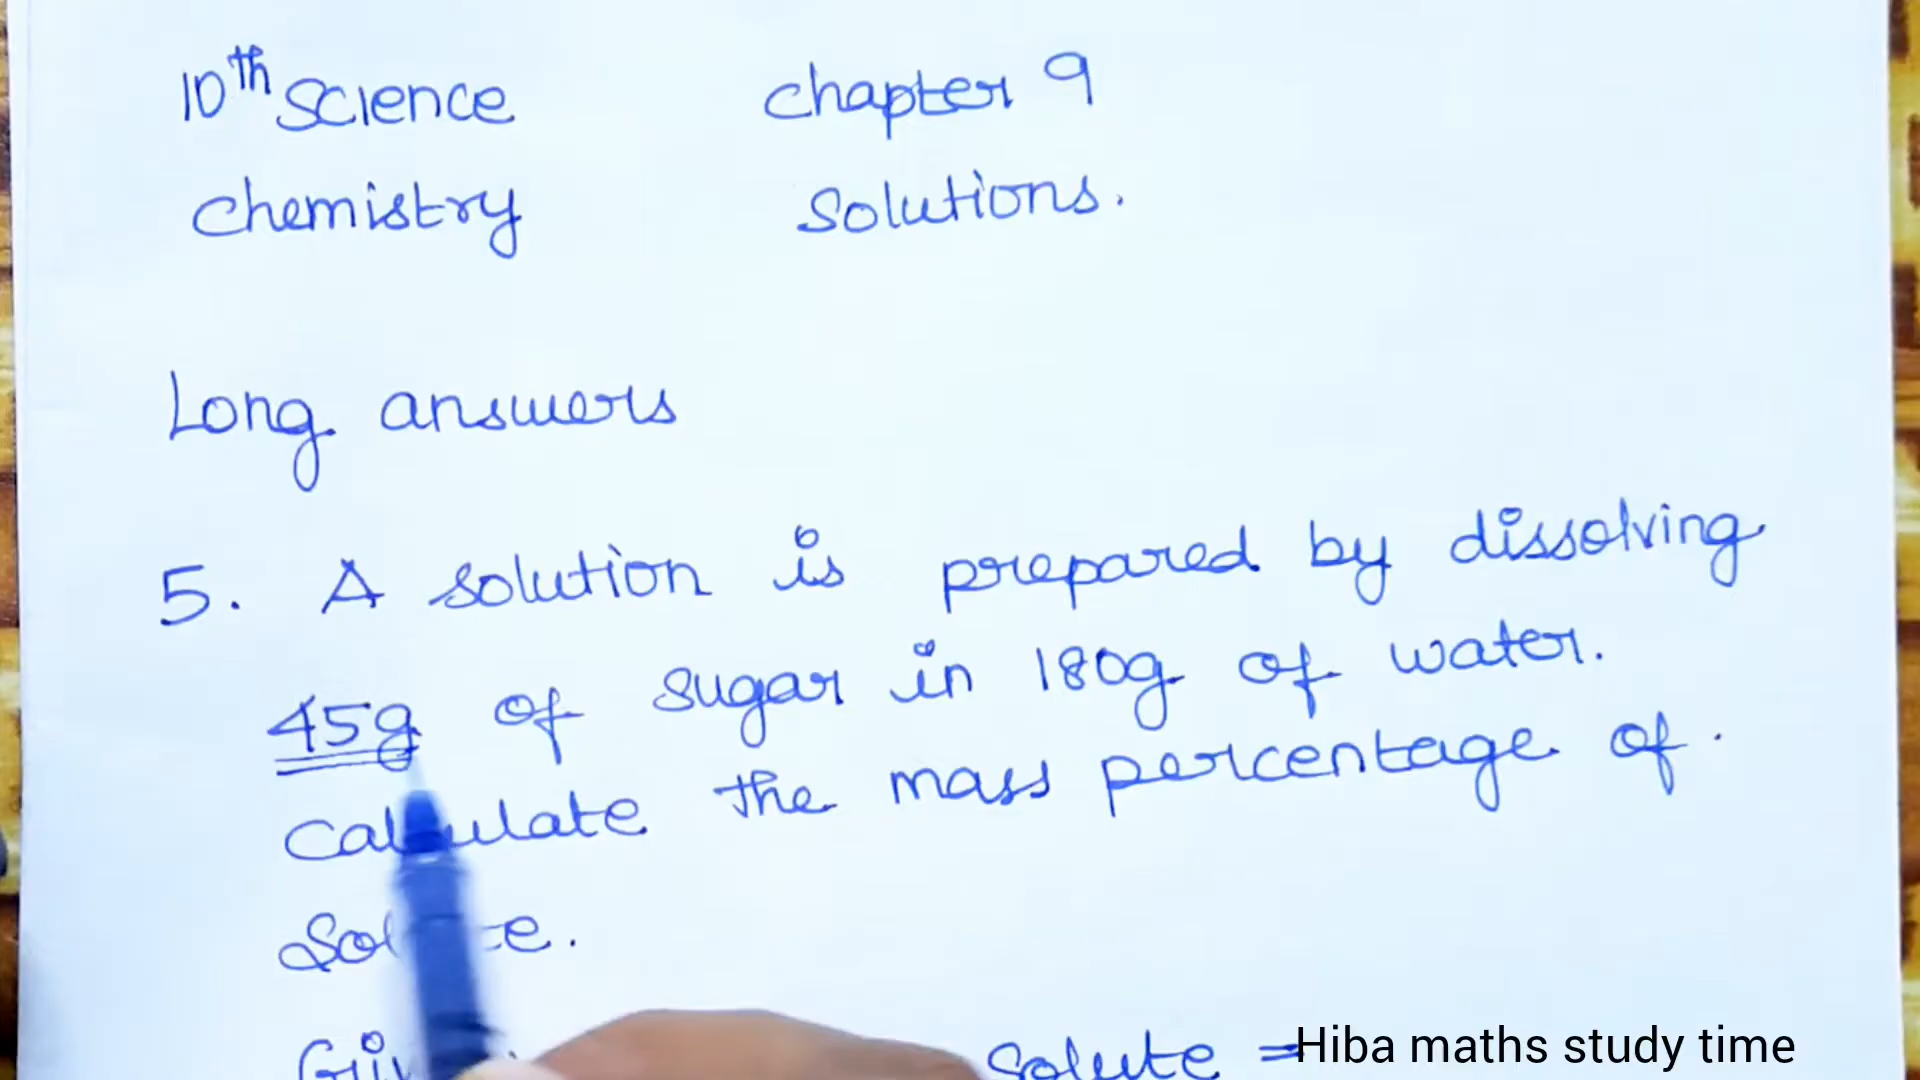 10th Science Chapter 9
Chemistry Solutions.
Long answers
5. A solution is prepared by dissolving
45g of sugar in 180g of water.
Calculate the mass percentage of
Solute.
Solute =
Hiba maths study time